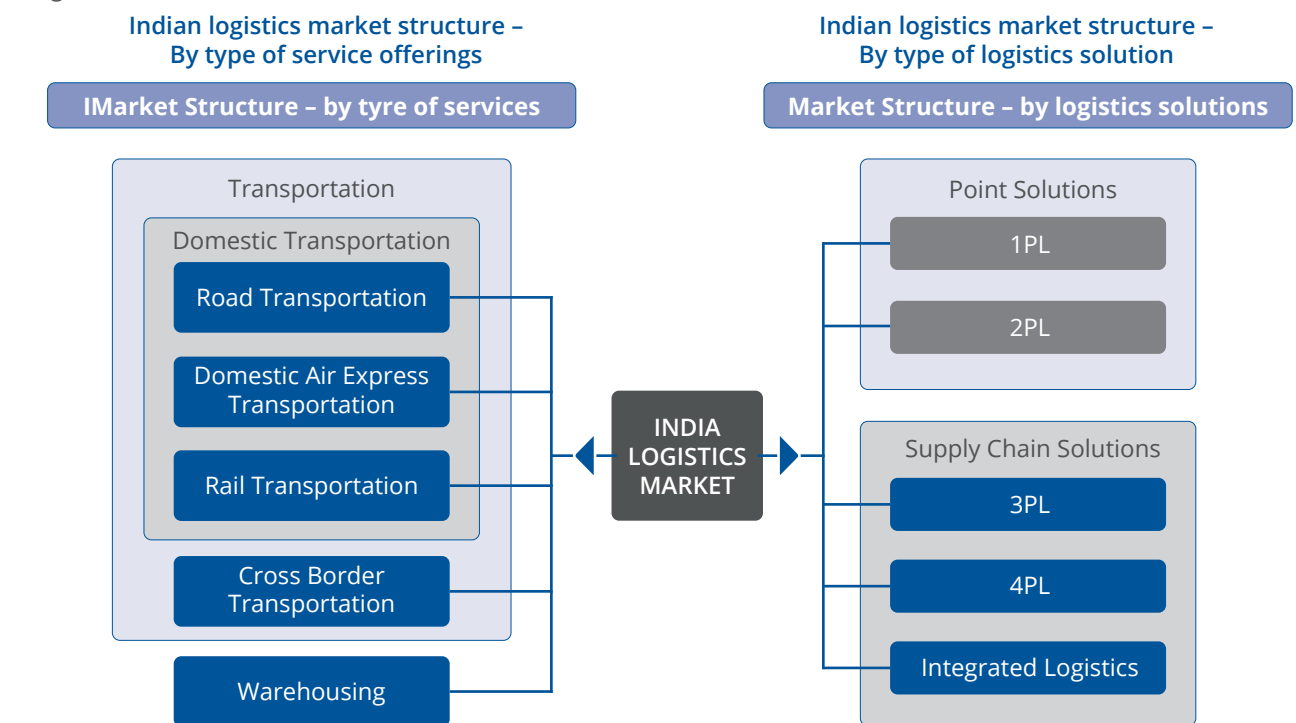 Indian logistics market structure –
By type of service offerings
IMarket Structure – by tyre of services
Transportation
Domestic Transportation
Road Transportation
Domestic Air Express
Transportation
Rail Transportation
Cross Border
Transportation
Warehousing
INDIA
LOGISTICS
MARKET
Indian logistics market structure –
By type of logistics solution
Market Structure – by logistics solutions
Point Solutions
1PL
2PL
Supply Chain Solutions
3PL
4PL
Integrated Logistics